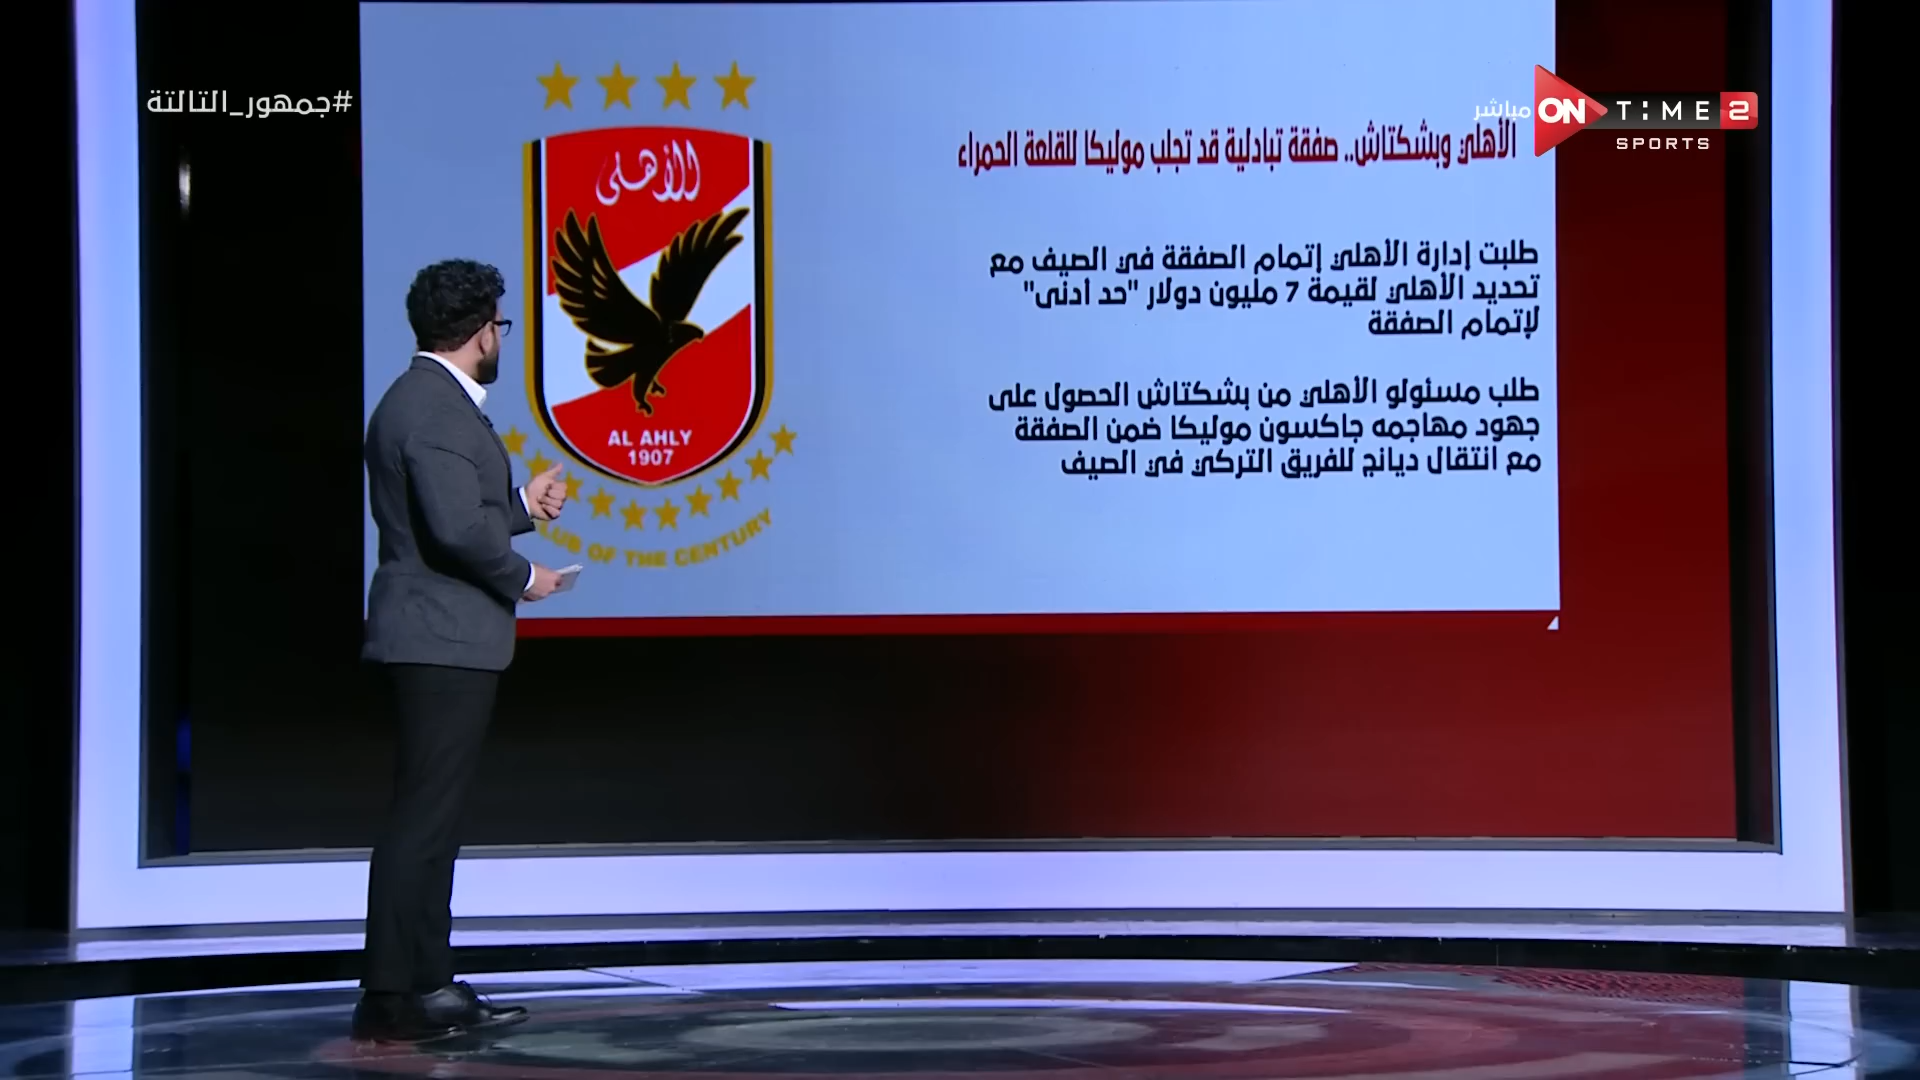 #جمهور_التالتة
مباشر
ON TIME 2
SPORTS
الأهلي وبشكتاش.. صفقة تبادلية قد تجلب موليكا للقلعة الحمراء
طلبت إدارة الأهلي إتمام الصفقة في الصيف مع
تحديد الأهلي لقيمة 7 مليون دولار "حد أدنى"
لإتمام الصفقة
طلب مسئولو الأهلي من بشكتاش الحصول على
جهود مهاجمه جاكسون موليكا ضمن الصفقة
مع انتقال ديانج للفريق التركي في الصيف
الأهلى
AL AHLY
1907
OF THE CENTURY